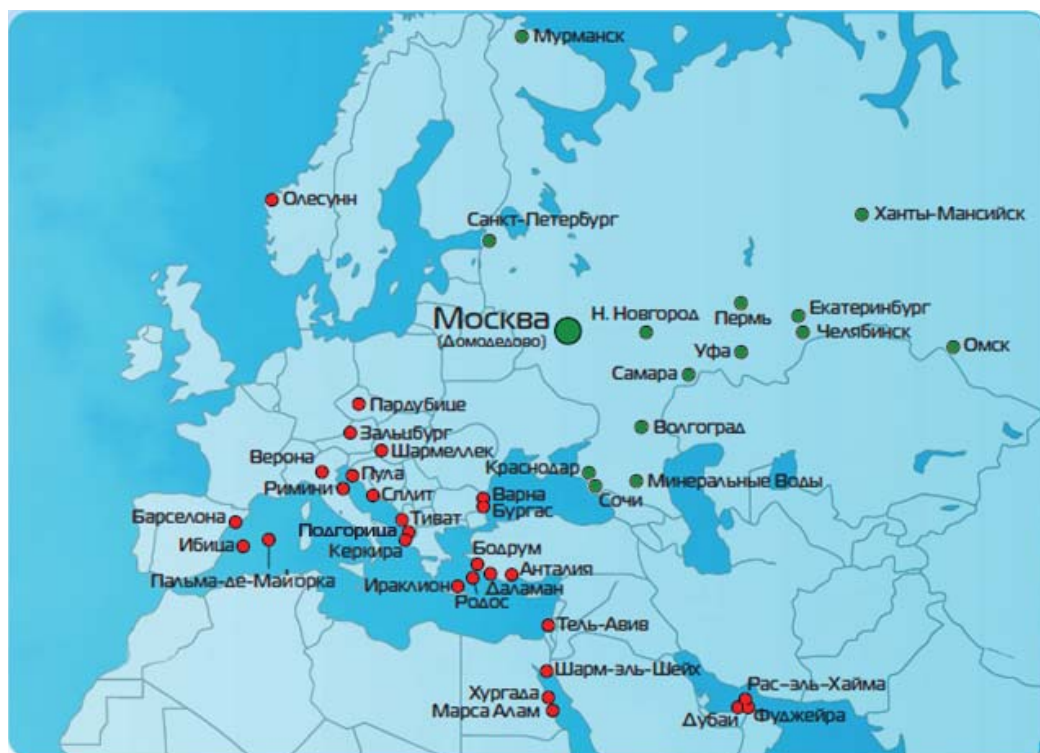 Мурманск
Олесунн
Санкт-Петербург
Ханты-Мансийск
Москва
(Домодедово)
Н. Новгород
Пермь
Екатеринбург
Челябинск
Уфа
Омск
Самара
Пардубице
Волгоград
Зальцбург
Шармеллек
Верона
Пула
Краснодар
Минеральные Воды
Римини
Сплит
Сочи
Варна
Бургас
Барселона
Тиват
Подгорица
Ибица
Керкира
Бодрум
Пальма-де-Майорка
Анталия
Ираклион
Даламан
Родос
Тель-Авив
Шарм-эль-Шейх
Рас-эль-Хайма
Хургада
Марса Алам
Дубаи
Фуджейра